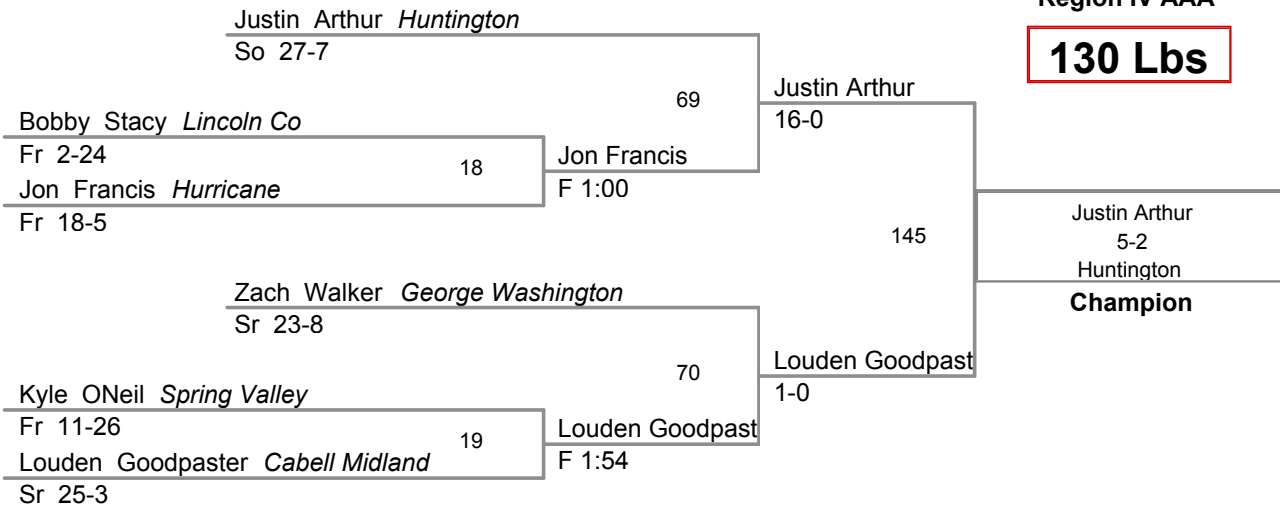 Region IV AAA
130 Lbs
Justin Arthur Huntington
So 27-7
69
Justin Arthur
16-0
Bobby Stacy Lincoln Co
Fr 2-24
18
Jon Francis
F 1:00
Jon Francis Hurricane
Fr 18-5
145
Justin Arthur
5-2
Huntington
Champion
Zach Walker George Washington
Sr 23-8
70
Louden Goodpast
1-0
Kyle ONeil Spring Valley
Fr 11-26
19
Louden Goodpast
F 1:54
Louden Goodpaster Cabell Midland
Sr 25-3